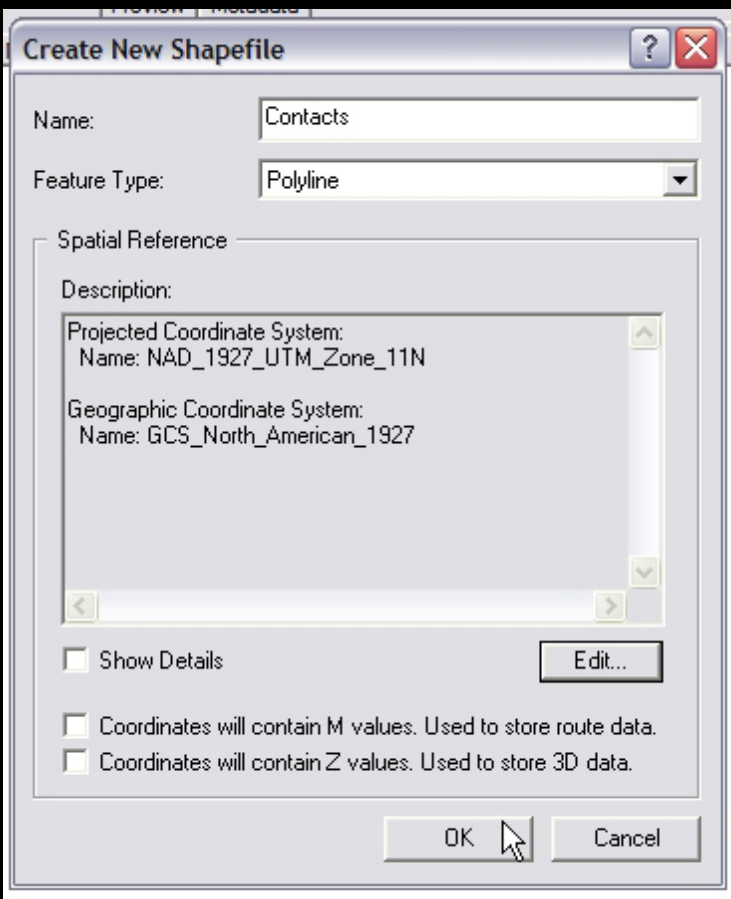 Preview Metadata
Create New Shapefile
Name: Contacts
Feature Type: Polyline
Spatial Reference
Description:
Projected Coordinate System:
Name: NAD_1927_UTM_Zone_11N
Geographic Coordinate System:
Name: GCS_North_American_1927
Show Details
Edit...
Coordinates will contain M values. Used to store route data.
Coordinates will contain Z values. Used to store 3D data.
OK
Cancel